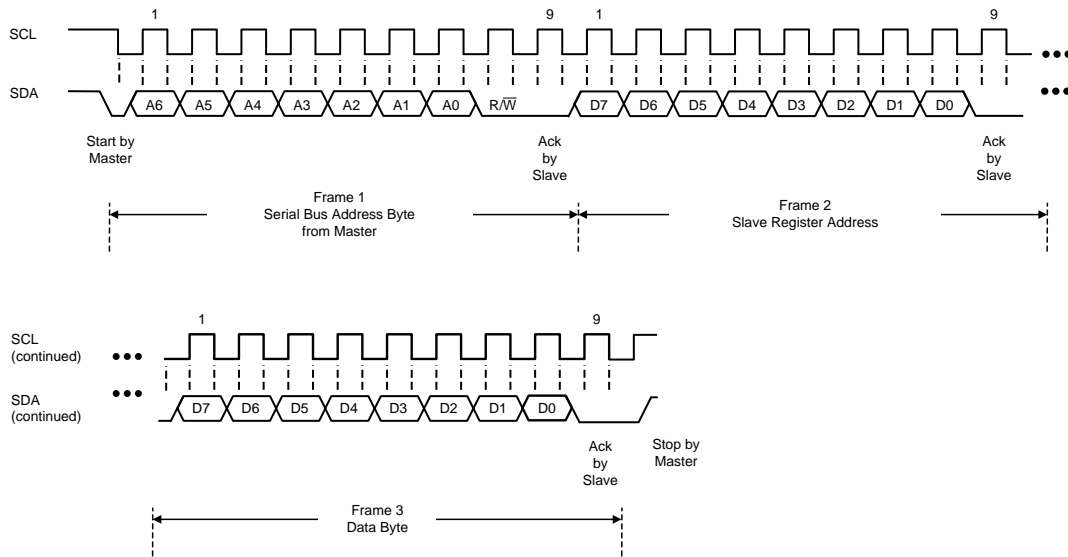 1 9 1 9
SCL
SDA
A6 A5 A4 A3 A2 A1 A0 R/W̅ D7 D6 D5 D4 D3 D2 D1 D0
Start by
Master
Ack
by
Slave
Ack
by
Slave
Frame 1
Serial Bus Address Byte
from Master
Frame 2
Slave Register Address
1 9
SCL
(continued)
SDA
(continued)
D7 D6 D5 D4 D3 D2 D1 D0
Ack
by
Slave
Stop by
Master
Frame 3
Data Byte